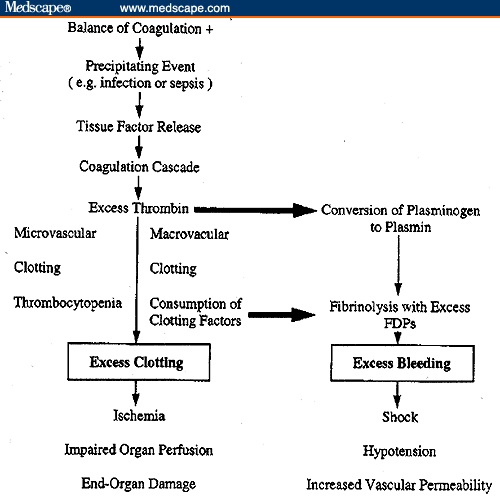 Medscape® www.medscape.com
Balance of Coagulation +
Precipitating Event
( e.g. infection or sepsis )
Tissue Factor Release
Coagulation Cascade
Excess Thrombin
Conversion of Plasminogen
to Plasmin
Microvascular
Macrovacular
Clotting
Clotting
Thrombocytopenia
Consumption of
Clotting Factors
Fibrinolysis with Excess
FDPs
Excess Clotting
Excess Bleeding
Ischemia
Shock
Impaired Organ Perfusion
Hypotension
End-Organ Damage
Increased Vascular Permeability